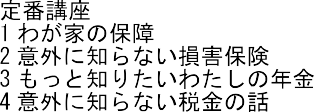 定番講座
1わが家の保障
2意外に知らない損害保険
3もっと知りたいわたしの年金
4意外に知らない税金の話